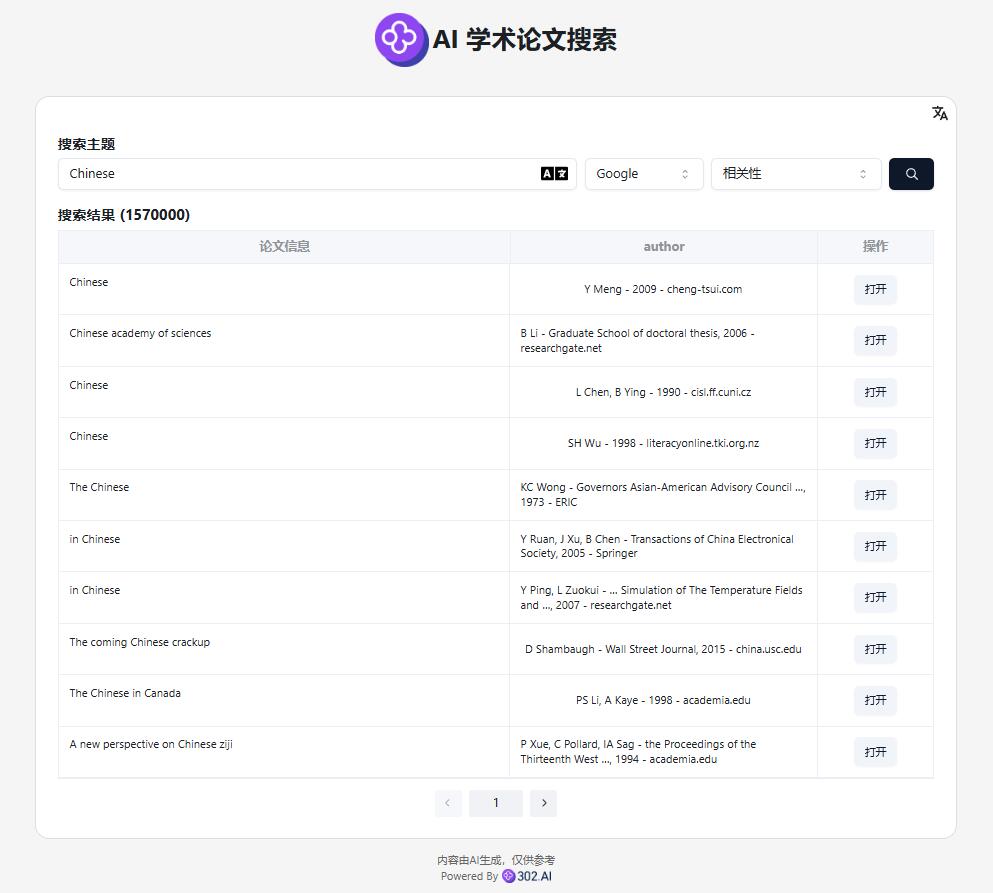 AI 学术论文搜索
搜索主题
Chinese
Google
相关性
搜索结果 (1570000)
论文信息 author 操作
Chinese
Y Meng - 2009 - cheng-tsui.com
打开
Chinese academy of sciences
B Li - Graduate School of doctoral thesis, 2006 -
researchgate.net
打开
Chinese
L Chen, B Ying - 1990 - cisl.ff.cuni.cz
打开
Chinese
SH Wu - 1998 - literacyonline.tki.org.nz
打开
The Chinese
KC Wong - Governors Asian-American Advisory Council …,
1973 - ERIC
打开
in Chinese
Y Ruan, J Xu, B Chen - Transactions of China Electronical
Society, 2005 - Springer
打开
in Chinese
Y Ping, L Zuokui - … Simulation of The Temperature Fields
and …, 2007 - researchgate.net
打开
The coming Chinese crackup
D Shambaugh - Wall Street Journal, 2015 - china.usc.edu
打开
The Chinese in Canada
PS Li, A Kaye - 1998 - academia.edu
打开
A new perspective on Chinese ziji
P Xue, C Pollard, IA Sag - the Proceedings of the
Thirteenth West …, 1994 - academia.edu
打开
1
内容由AI生成，仅供参考
Powered By 302.AI